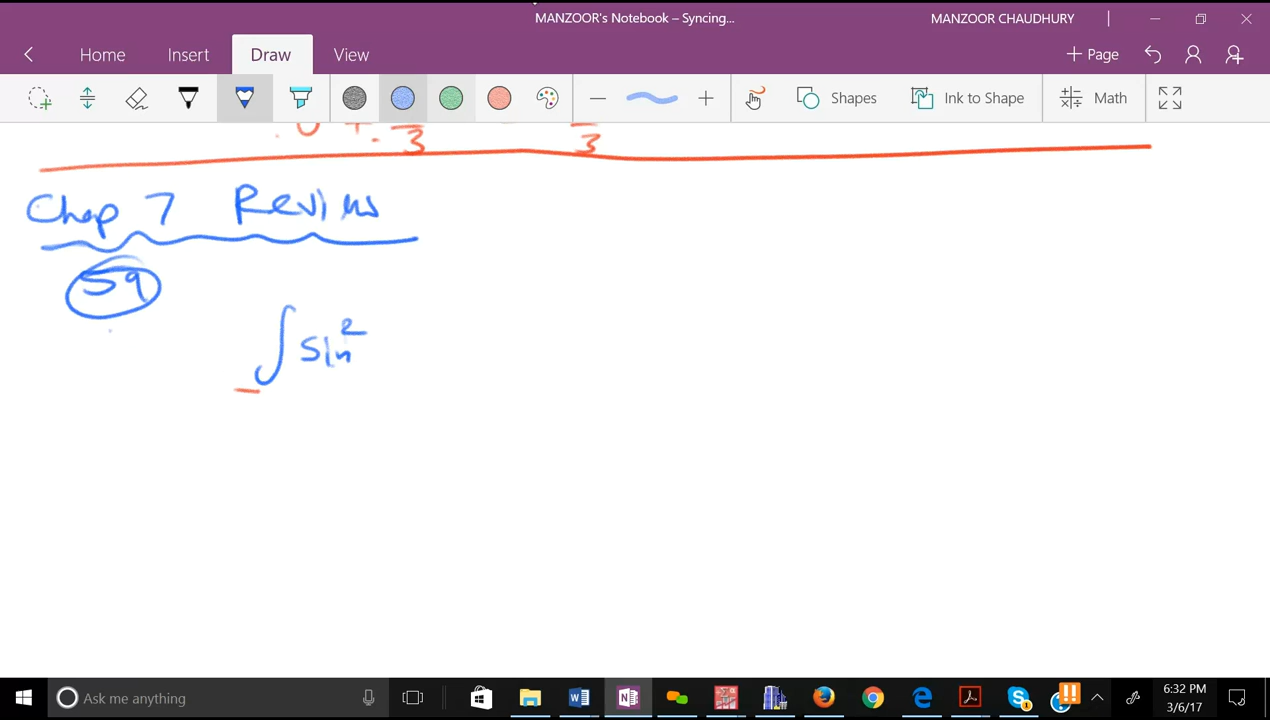 MANZOOR's Notebook – Syncing...
MANZOOR CHAUDHURY
Home Insert Draw View
Page
Shapes Ink to Shape Math
3 3
Chap 7 Review
59
∫ sin²
Ask me anything
6:32 PM
3/6/17